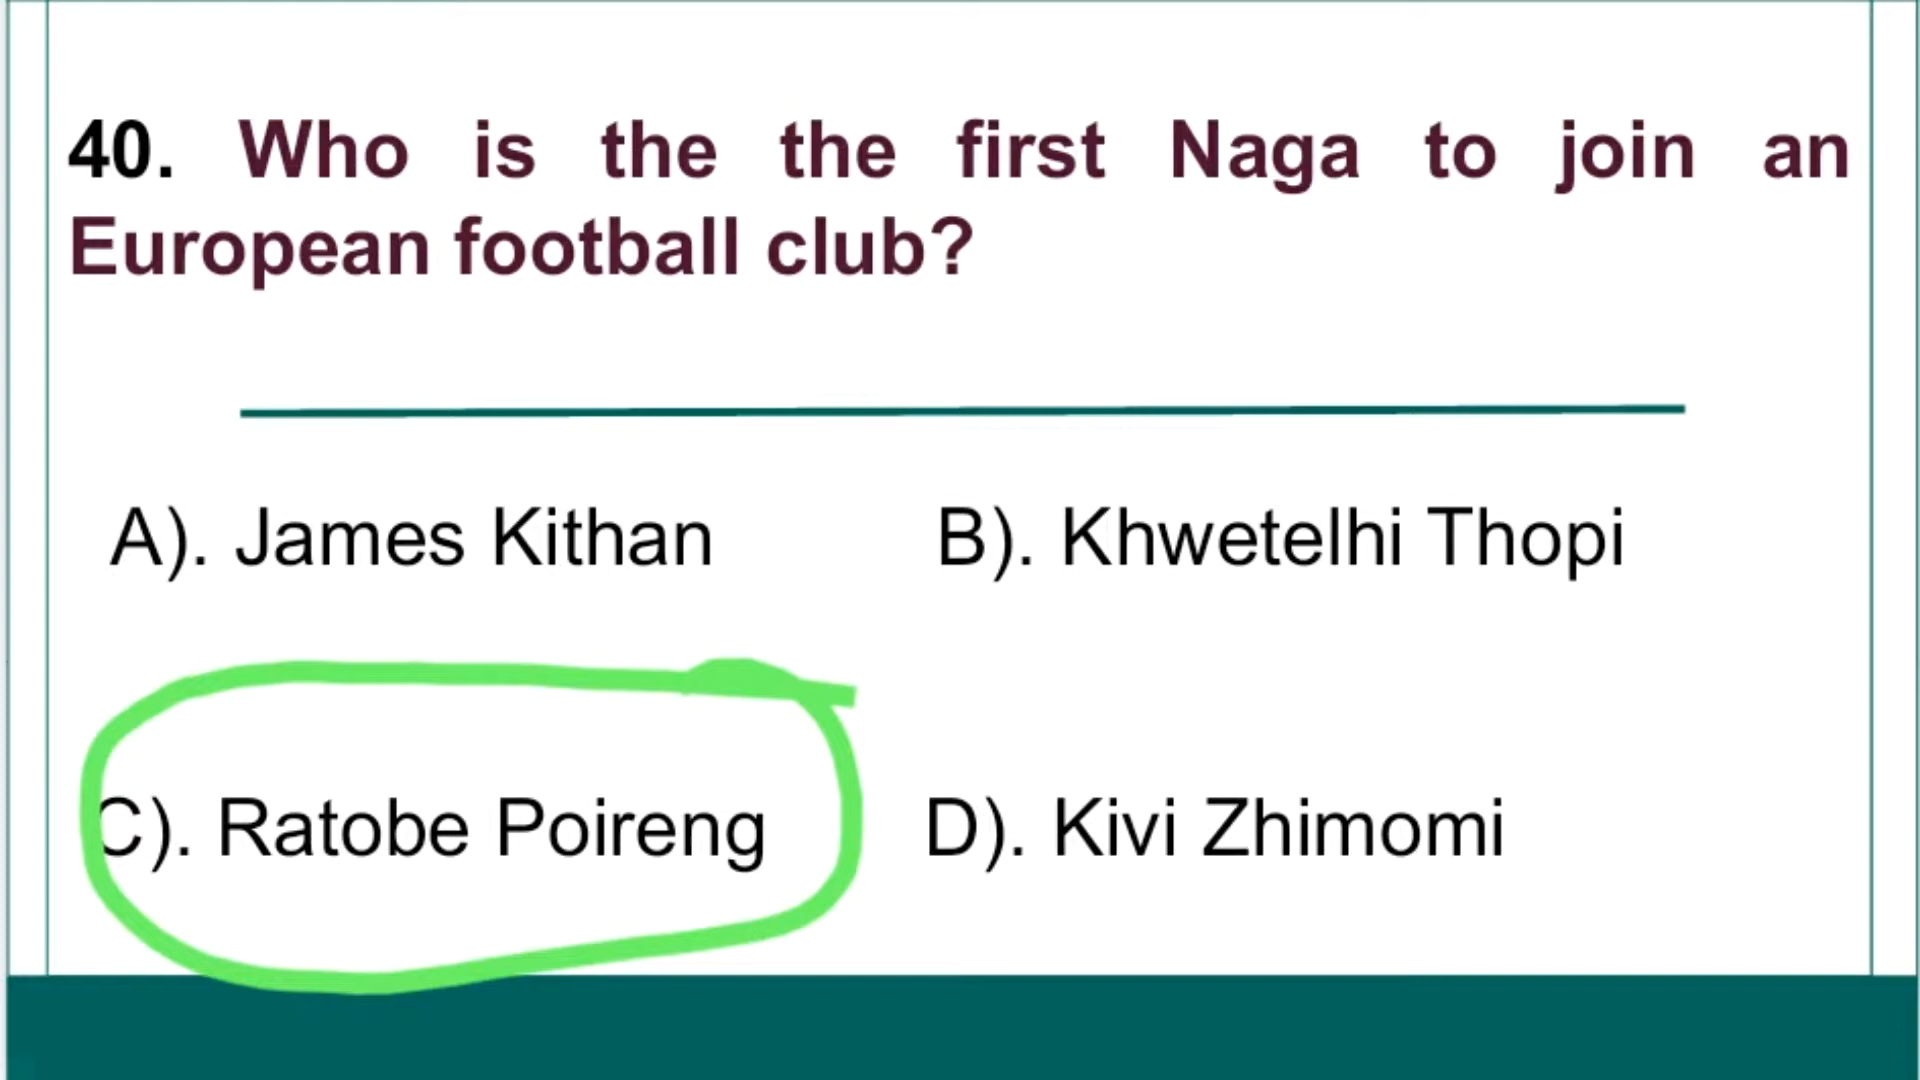 40. Who is the the first Naga to join an
European football club?
A). James Kithan
B). Khwetelhi Thopi
C). Ratobe Poireng
D). Kivi Zhimomi